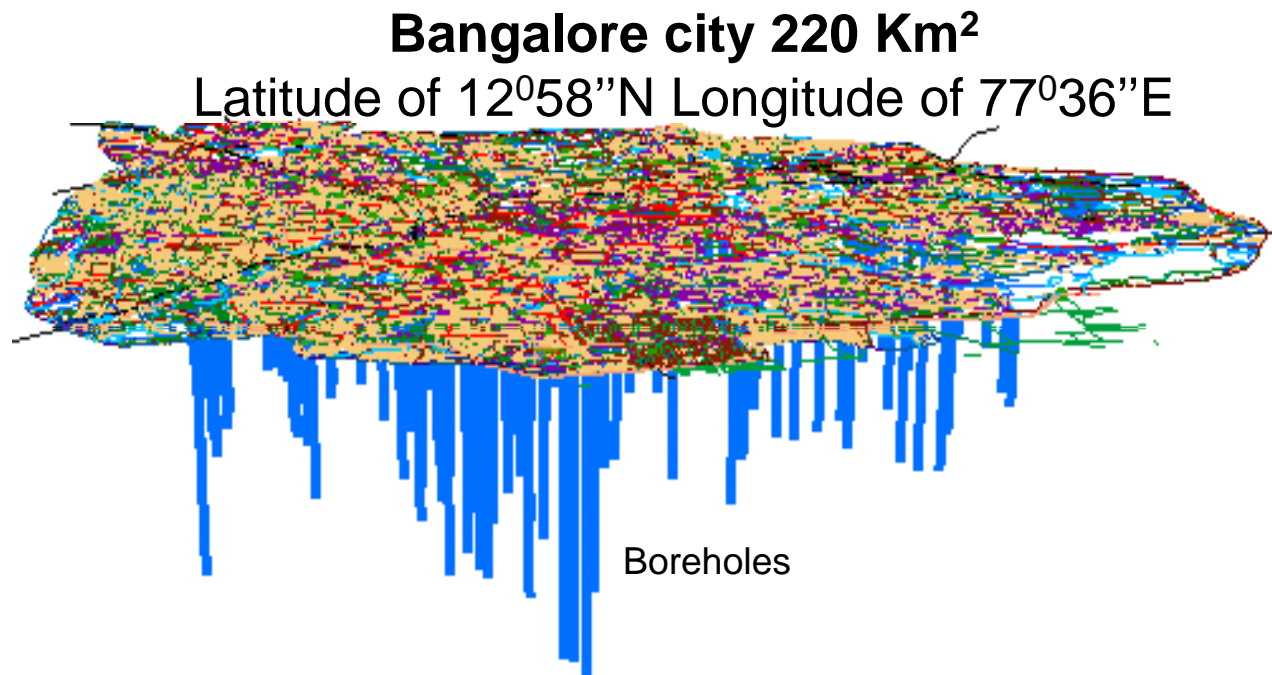 Bangalore city 220 Km²
Latitude of 12⁰58’’N Longitude of 77⁰36’’E
Boreholes